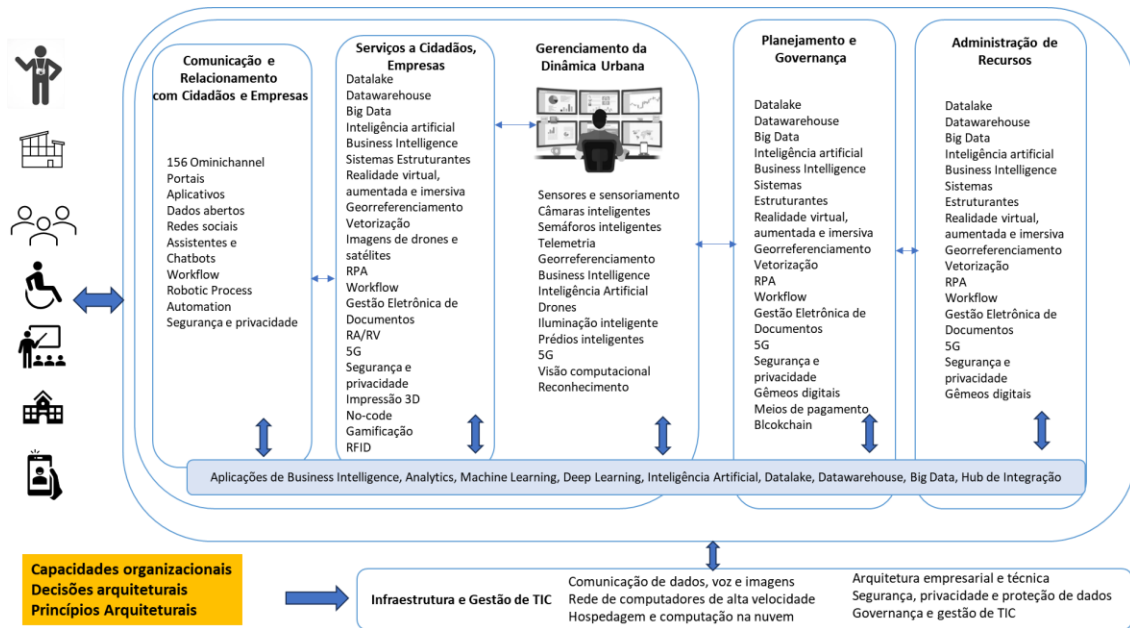 Comunicação e
Relacionamento
com Cidadãos e Empresas
156 Ominichannel
Portais
Aplicativos
Dados abertos
Redes sociais
Assistentes e
Chatbots
Workflow
Robotic Process
Automation
Segurança e privacidade
Serviços a Cidadãos,
Empresas
Datalake
Datawarehouse
Big Data
Inteligência artificial
Business Intelligence
Sistemas Estruturantes
Realidade virtual,
aumentada e imersiva
Georreferenciamento
Vetorização
Imagens de drones e
satélites
RPA
Workflow
Gestão Eletrônica de
Documentos
RA/RV
5G
Segurança e
privacidade
Impressão 3D
No-code
Gamificação
RFID
Gerenciamento da
Dinâmica Urbana
Sensores e sensoriamento
Câmaras inteligentes
Semáforos inteligentes
Telemetria
Georreferenciamento
Business Intelligence
Inteligência Artificial
Drones
Iluminação inteligente
Prédios inteligentes
5G
Visão computacional
Reconhecimento
Planejamento e
Governança
Datalake
Datawarehouse
Big Data
Inteligência artificial
Business Intelligence
Sistemas
Estruturantes
Realidade virtual,
aumentada e imersiva
Georreferenciamento
Vetorização
RPA
Workflow
Gestão Eletrônica de
Documentos
5G
Segurança e
privacidade
Gêmeos digitais
Meios de pagamento
Blcokchain
Administração de
Recursos
Datalake
Datawarehouse
Big Data
Inteligência artificial
Business Intelligence
Sistemas
Estruturantes
Realidade virtual,
aumentada e imersiva
Georreferenciamento
Vetorização
RPA
Workflow
Gestão Eletrônica de
Documentos
5G
Segurança e
privacidade
Gêmeos digitais
Aplicações de Business Intelligence, Analytics, Machine Learning, Deep Learning, Inteligência Artificial, Datalake, Datawarehouse, Big Data, Hub de Integração
Capacidades organizacionais
Decisões arquiteturais
Princípios Arquiteturais
Infraestrutura e Gestão de TIC
Comunicação de dados, voz e imagens
Rede de computadores de alta velocidade
Hospedagem e computação na nuvem
Arquitetura empresarial e técnica
Segurança, privacidade e proteção de dados
Governança e gestão de TIC